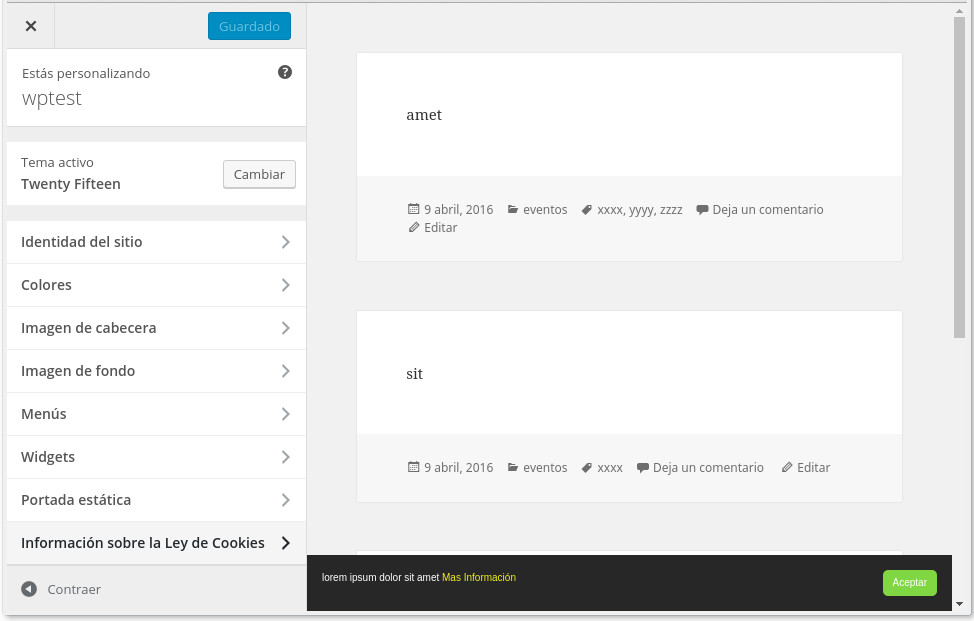 Guardado
Estás personalizando
wptest
Tema activo
Twenty Fifteen
Cambiar
Identidad del sitio
Colores
Imagen de cabecera
Imagen de fondo
Menús
Widgets
Portada estática
Información sobre la Ley de Cookies
Contraer
amet
9 abril, 2016 eventos xxxx, yyyy, zzzz Deja un comentario
Editar
sit
9 abril, 2016 eventos xxxx Deja un comentario Editar
lorem ipsum dolor sit amet Mas Información
Aceptar